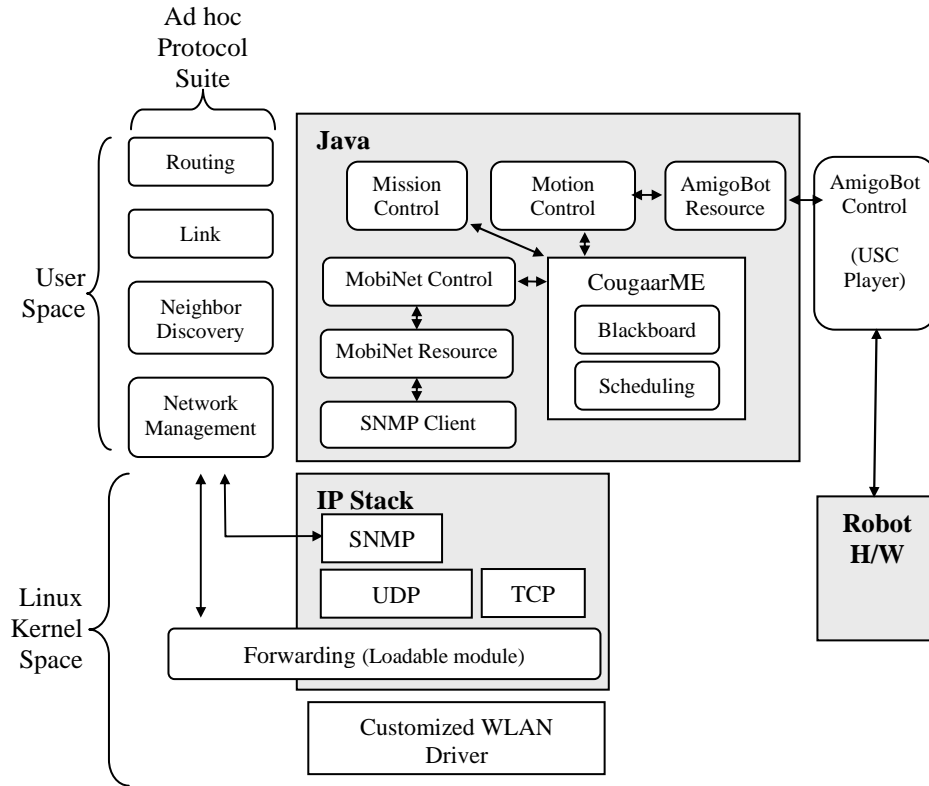 Ad hoc
Protocol
Suite
User
Space
Routing
Link
Neighbor
Discovery
Network
Management
Java
Mission
Control
Motion
Control
AmigoBot
Resource
MobiNet Control
MobiNet Resource
SNMP Client
CougaarME
Blackboard
Scheduling
AmigoBot
Control
(USC
Player)
Robot
H/W
Linux
Kernel
Space
IP Stack
SNMP
UDP
TCP
Forwarding (Loadable module)
Customized WLAN
Driver